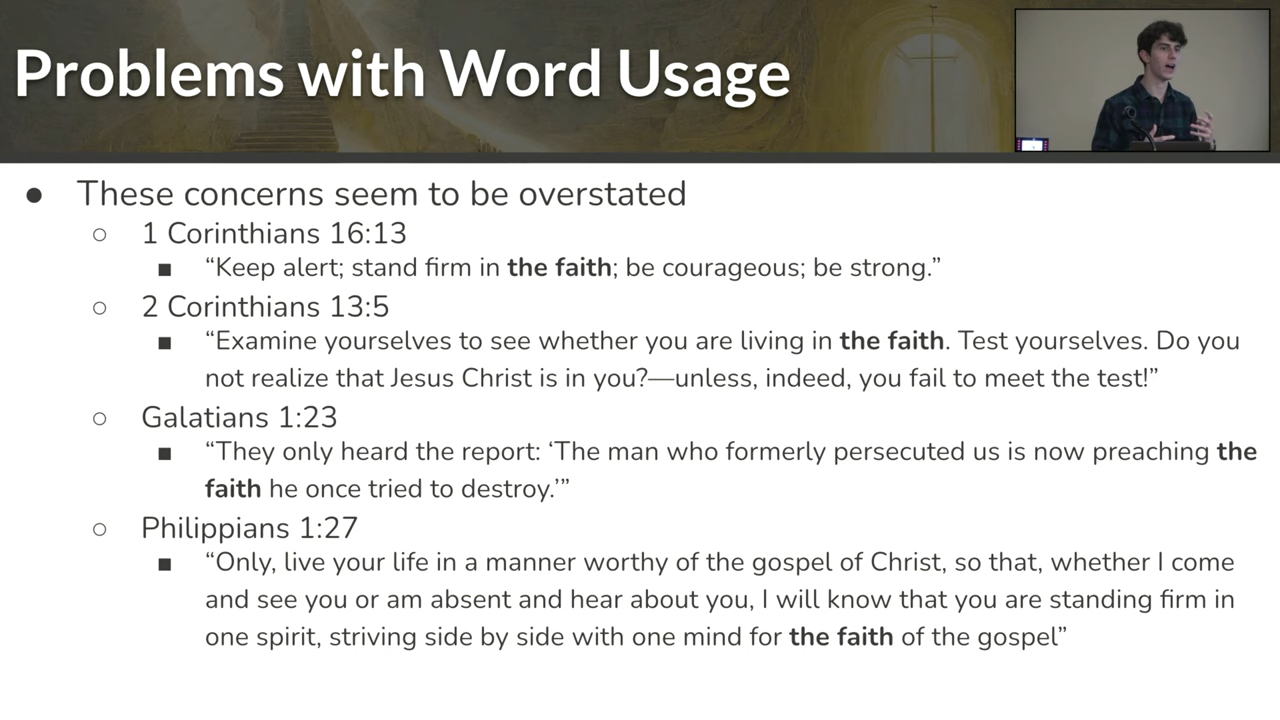 Problems with Word Usage
● These concerns seem to be overstated
○ 1 Corinthians 16:13
■ “Keep alert; stand firm in the faith; be courageous; be strong.”
○ 2 Corinthians 13:5
■ “Examine yourselves to see whether you are living in the faith. Test yourselves. Do you
not realize that Jesus Christ is in you?—unless, indeed, you fail to meet the test!”
○ Galatians 1:23
■ “They only heard the report: ‘The man who formerly persecuted us is now preaching the
faith he once tried to destroy.’”
○ Philippians 1:27
■ “Only, live your life in a manner worthy of the gospel of Christ, so that, whether I come
and see you or am absent and hear about you, I will know that you are standing firm in
one spirit, striving side by side with one mind for the faith of the gospel”